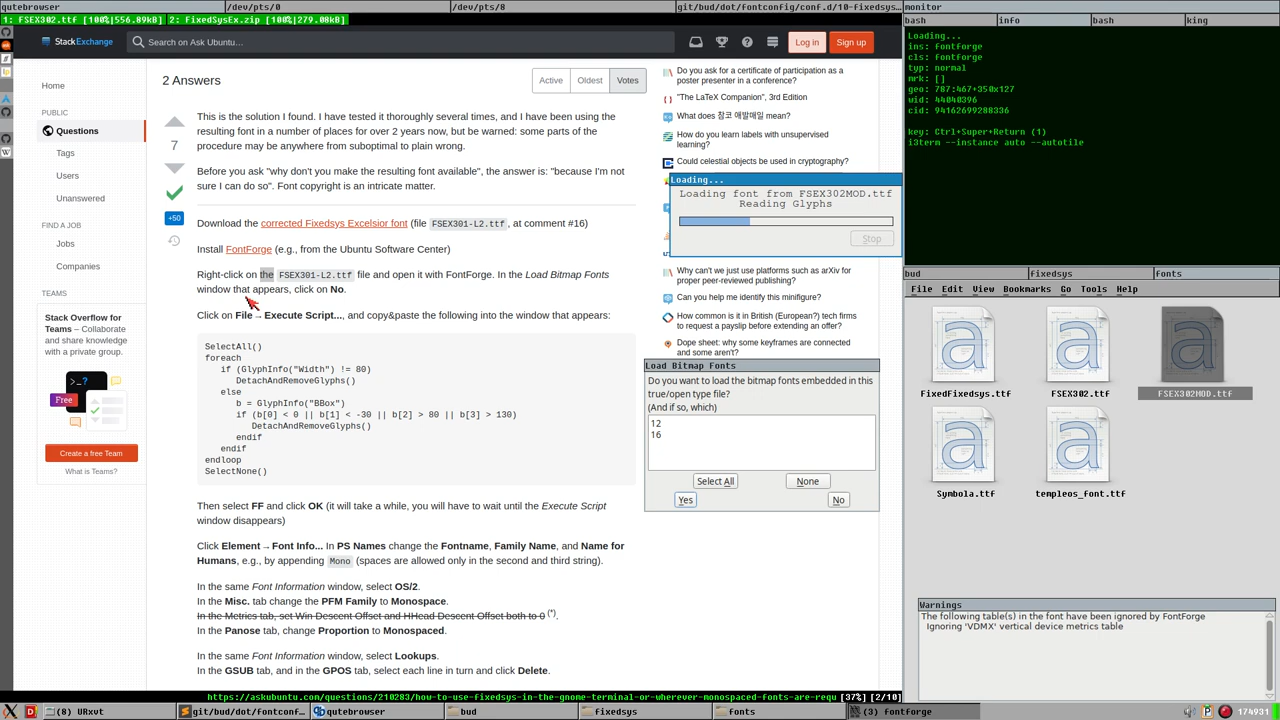 qutebrowser
/dev/pts/0
/dev/pts/8
git/bud/dot/fontconfig/conf.d/10-fixedsys...
monitor
1: FSEX302.ttf [100%|556.89kB]
2: FixedSysEx.zip [100%|279.08kB]
bash
info
bash
king
StackExchange
Search on Ask Ubuntu…
Log in
Sign up
Home
PUBLIC
Questions
Tags
Users
Unanswered
FIND A JOB
Jobs
Companies
TEAMS
Stack Overflow for
Teams – Collaborate
and share knowledge
with a private group.
Free
Create a free Team
What is Teams?
2 Answers
Active
Oldest
Votes
7
+50
This is the solution I found. I have tested it thoroughly several times, and I have been using the
resulting font in a number of places for over 2 years now, but be warned: some parts of the
procedure may be anywhere from suboptimal to plain wrong.
Before you ask "why don't you make the resulting font available", the answer is: "because I'm not
sure I can do so". Font copyright is an intricate matter.
Download the corrected Fixedsys Excelsior font (file FSEX301-L2.ttf, at comment #16)
Install FontForge (e.g., from the Ubuntu Software Center)
Right-click on the FSEX301-L2.ttf file and open it with FontForge. In the Load Bitmap Fonts
window that appears, click on No.
Click on File→Execute Script..., and copy&paste the following into the window that appears:
SelectAll()
foreach
if (GlyphInfo("Width") != 80)
DetachAndRemoveGlyphs()
else
b = GlyphInfo("BBox")
if (b[0] < 0 || b[1] < -30 || b[2] > 80 || b[3] > 130)
DetachAndRemoveGlyphs()
endif
endif
endloop
SelectNone()
Then select FF and click OK (it will take a while, you will have to wait until the Execute Script
window disappears)
Click Element→Font Info... In PS Names change the Fontname, Family Name, and Name for
Humans, e.g., by appending Mono (spaces are allowed only in the second and third string).
In the same Font Information window, select OS/2.
In the Misc. tab change the PFM Family to Monospace.
In the Metrics tab, set Win Descent Offset and HHead Descent Offset both to 0 (*).
In the Panose tab, change Proportion to Monospaced.
In the same Font Information window, select Lookups.
In the GSUB tab, and in the GPOS tab, select each line in turn and click Delete.
Do you ask for a certificate of participation as a
poster presenter in a conference?
"The LaTeX Companion", 3rd Edition
What does 참코 애발매일 mean?
How do you learn labels with unsupervised
learning?
Could celestial objects be used in cryptography?
Loading...
Loading font from FSEX302MOD.ttf
Reading Glyphs
Stop
Why can't we just use platforms such as arXiv for
proper peer-reviewed publishing?
Can you help me identify this minifigure?
How common is it in British (European?) tech firms
to request a payslip before extending an offer?
Dope sheet: why some keyframes are connected
and some aren't?
Load Bitmap Fonts
Do you want to load the bitmap fonts embedded in this
true/open type file?
(And if so, which)
12
16
Select All
None
Yes
No
Loading...
ins: fontforge
cls: fontforge
typ: normal
mrk: []
geo: 787:467+350x127
wid: 44040396
cid: 94162699288336
key: Ctrl+Super+Return (1)
i3term --instance auto --autotile
bud
fixedsys
fonts
File
Edit
View
Bookmarks
Go
Tools
Help
FixedFixedsys.ttf
FSEX302.ttf
FSEX302MOD.ttf
Symbola.ttf
templeos_font.ttf
Warnings
The following table(s) in the font have been ignored by FontForge
Ignoring 'VDMX' vertical device metrics table
https://askubuntu.com/questions/210283/how-to-use-fixedsys-in-the-gnome-terminal-or-wherever-monospaced-fonts-are-requ [37%] [2/10]
(8) URxvt
git/bud/dot/fontconf...
qutebrowser
bud
fixedsys
fonts
(3) fontforge
174931